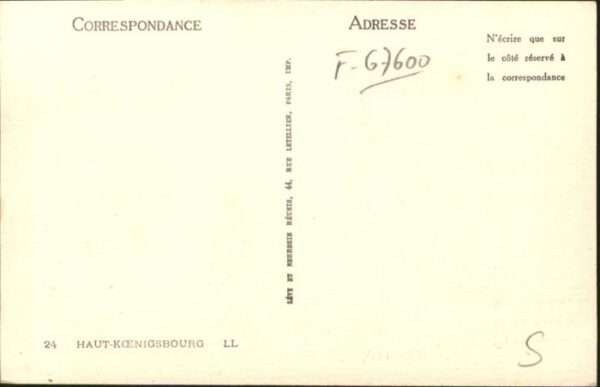 CORRESPONDANCE
ADRESSE
N'écrire que sur
le côté réservé à
la correspondance
F-67600
LÉVY ET NEURDEIN RÉUNIS, 44, RUE LETELLIER, PARIS, IMP.
24 HAUT-KŒNIGSBOURG LL
S